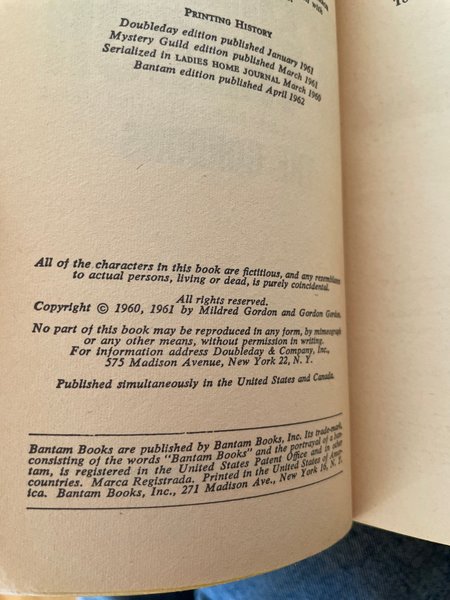 with
PRINTING HISTORY
Doubleday edition published January 1961
Mystery Guild edition published March 1961
Serialized in LADIES HOME JOURNAL March 1960
Bantam edition published April 1962
All of the characters in this book are fictitious, and any
to actual persons, living or dead, is purely coincidental.
All rights reserved.
Copyright © 1960, 1961 by Mildred Gordon and Gordon Gordon.
No part of this book may be reproduced in any form, by mimeograph
or any other means, without permission in writing.
For information address Doubleday & Company, Inc.,
575 Madison Avenue, New York 22, N. Y.
Published simultaneously in the United States and Canada.
Bantam Books are published by Bantam Books, Inc. Its trade-mark,
consisting of the words "Bantam Books" and the portrayal of a ban-
tam, is registered in the United States Patent Office and in other
countries. Marca Registrada. Printed in the United States of Amer-
ica. Bantam Books, Inc., 271 Madison Ave., New York 16, N. Y.